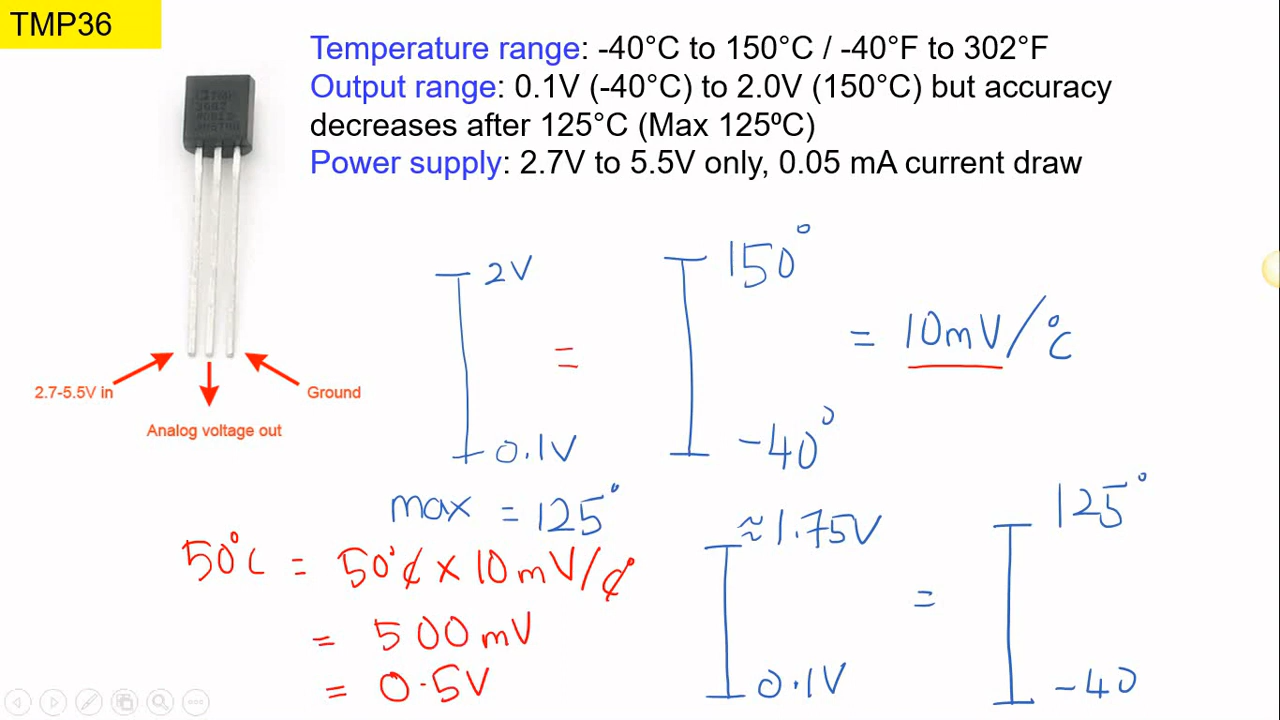 TMP36
Temperature range: -40°C to 150°C / -40°F to 302°F
Output range: 0.1V (-40°C) to 2.0V (150°C) but accuracy
decreases after 125°C (Max 125ºC)
Power supply: 2.7V to 5.5V only, 0.05 mA current draw
2.7-5.5V in
Analog voltage out
Ground
2V
=
0.1V
150°
-40°
= 10mV/°C
max = 125°
50°C = 50°C x 10mV/°C
= 500mV
= 0.5V
≈1.75V
=
0.1V
125°
-40